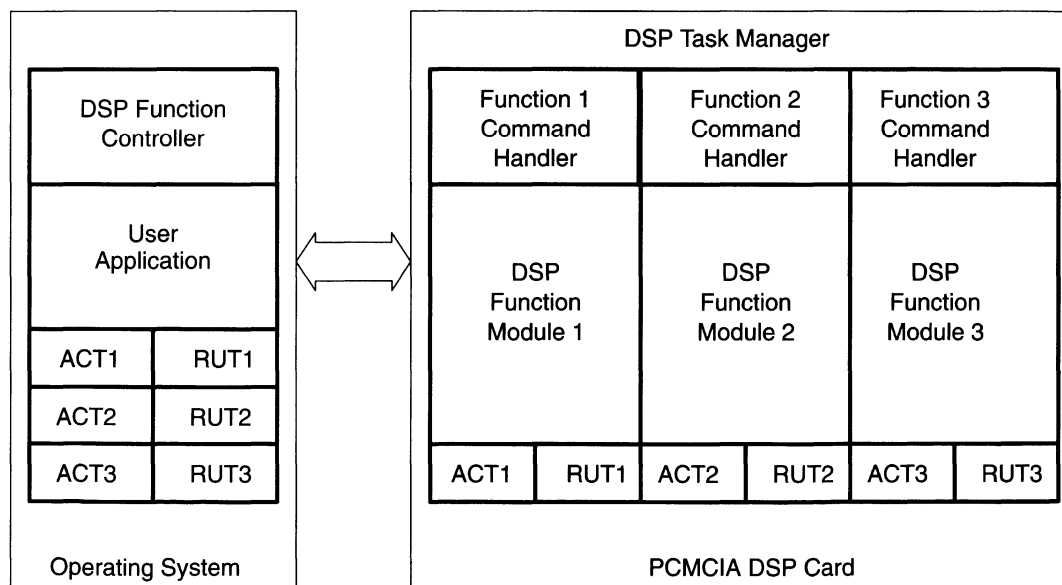 DSP Function
Controller
User
Application
ACT1
RUT1
ACT2
RUT2
ACT3
RUT3
Operating System
DSP Task Manager
Function 1
Command
Handler
Function 2
Command
Handler
Function 3
Command
Handler
DSP
Function
Module 1
DSP
Function
Module 2
DSP
Function
Module 3
ACT1
RUT1
ACT2
RUT2
ACT3
RUT3
PCMCIA DSP Card